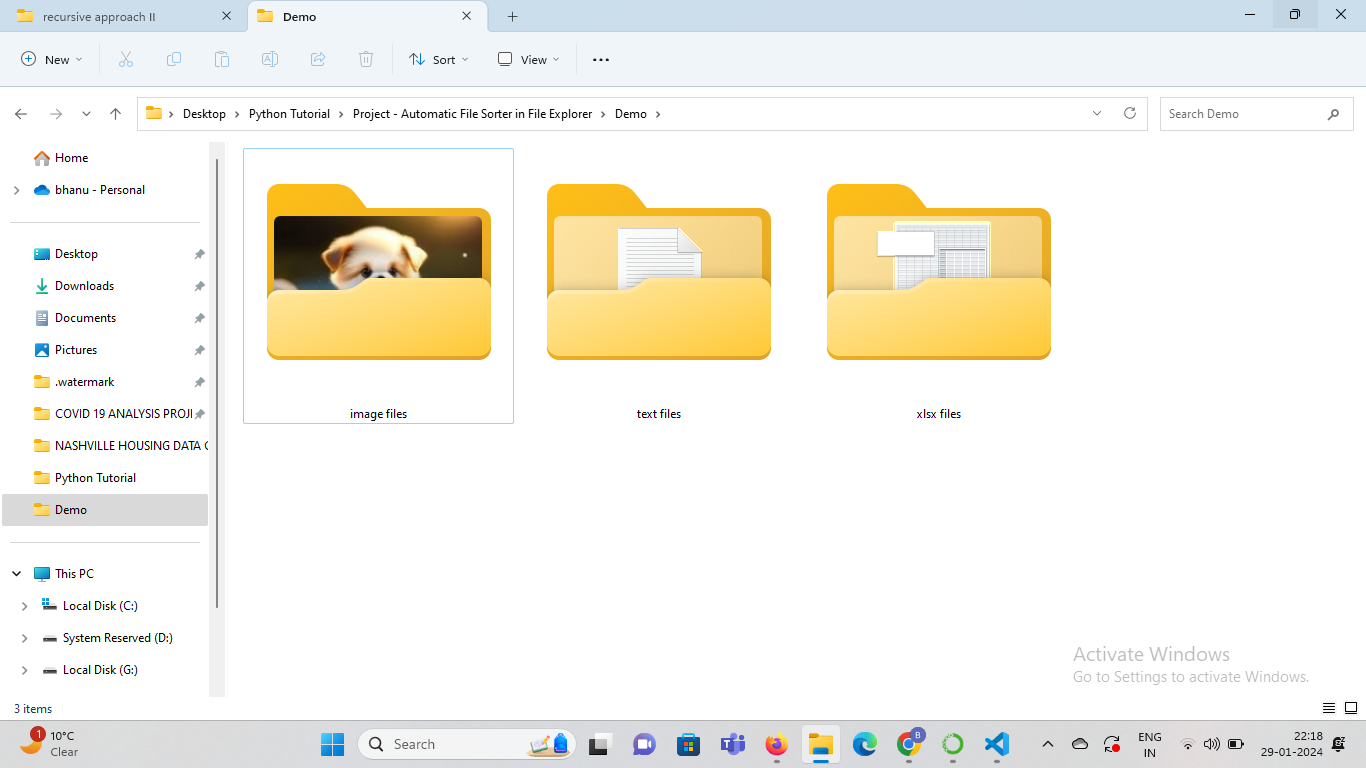 recursive approach II
Demo
New
Sort
View
Desktop
Python Tutorial
Project - Automatic File Sorter in File Explorer
Demo
Search Demo
Home
bhanu - Personal
Desktop
Downloads
Documents
Pictures
.watermark
COVID 19 ANALYSIS PROJ
NASHVILLE HOUSING DATA C
Python Tutorial
Demo
This PC
Local Disk (C:)
System Reserved (D:)
Local Disk (G:)
image files
text files
xlsx files
Activate Windows
Go to Settings to activate Windows.
3 items
1
10°C
Clear
Search
B
ENG
IN
22:18
29-01-2024